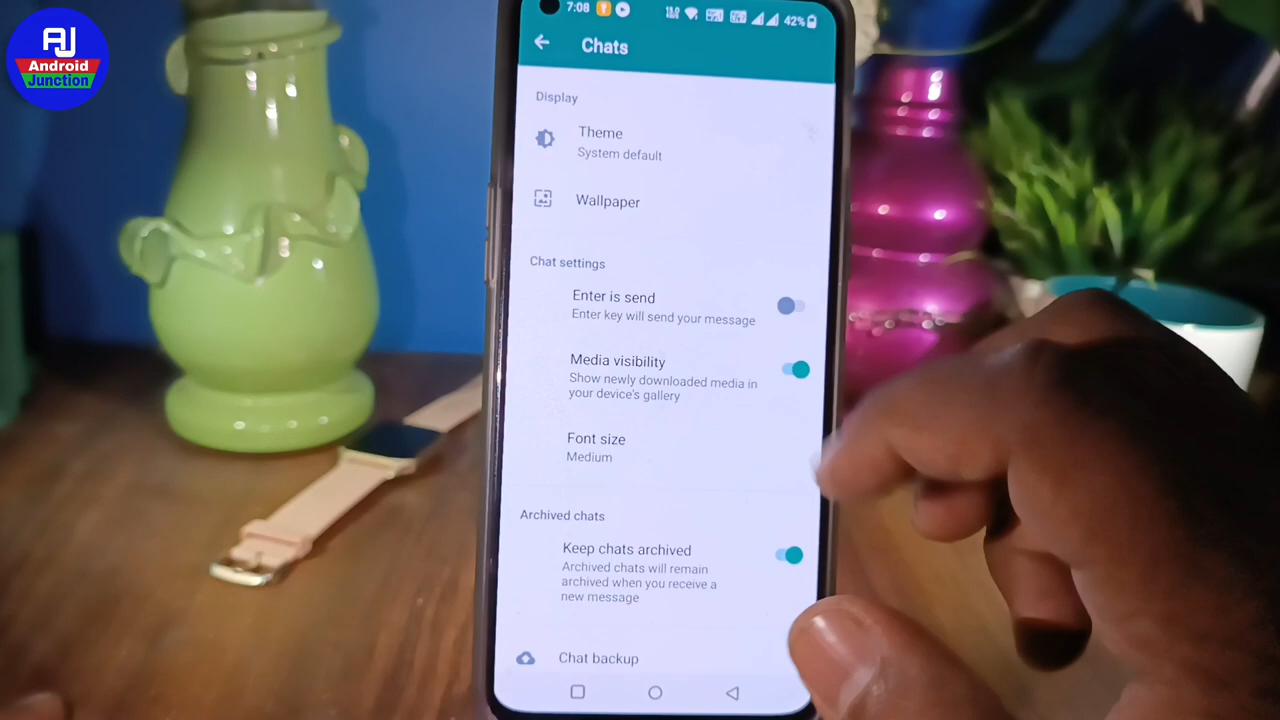 AJ
Android
Junction
7:08
42%
Chats
Display
Theme
System default
Wallpaper
Chat settings
Enter is send
Enter key will send your message
Media visibility
Show newly downloaded media in
your device's gallery
Font size
Medium
Archived chats
Keep chats archived
Archived chats will remain
archived when you receive a
new message
Chat backup